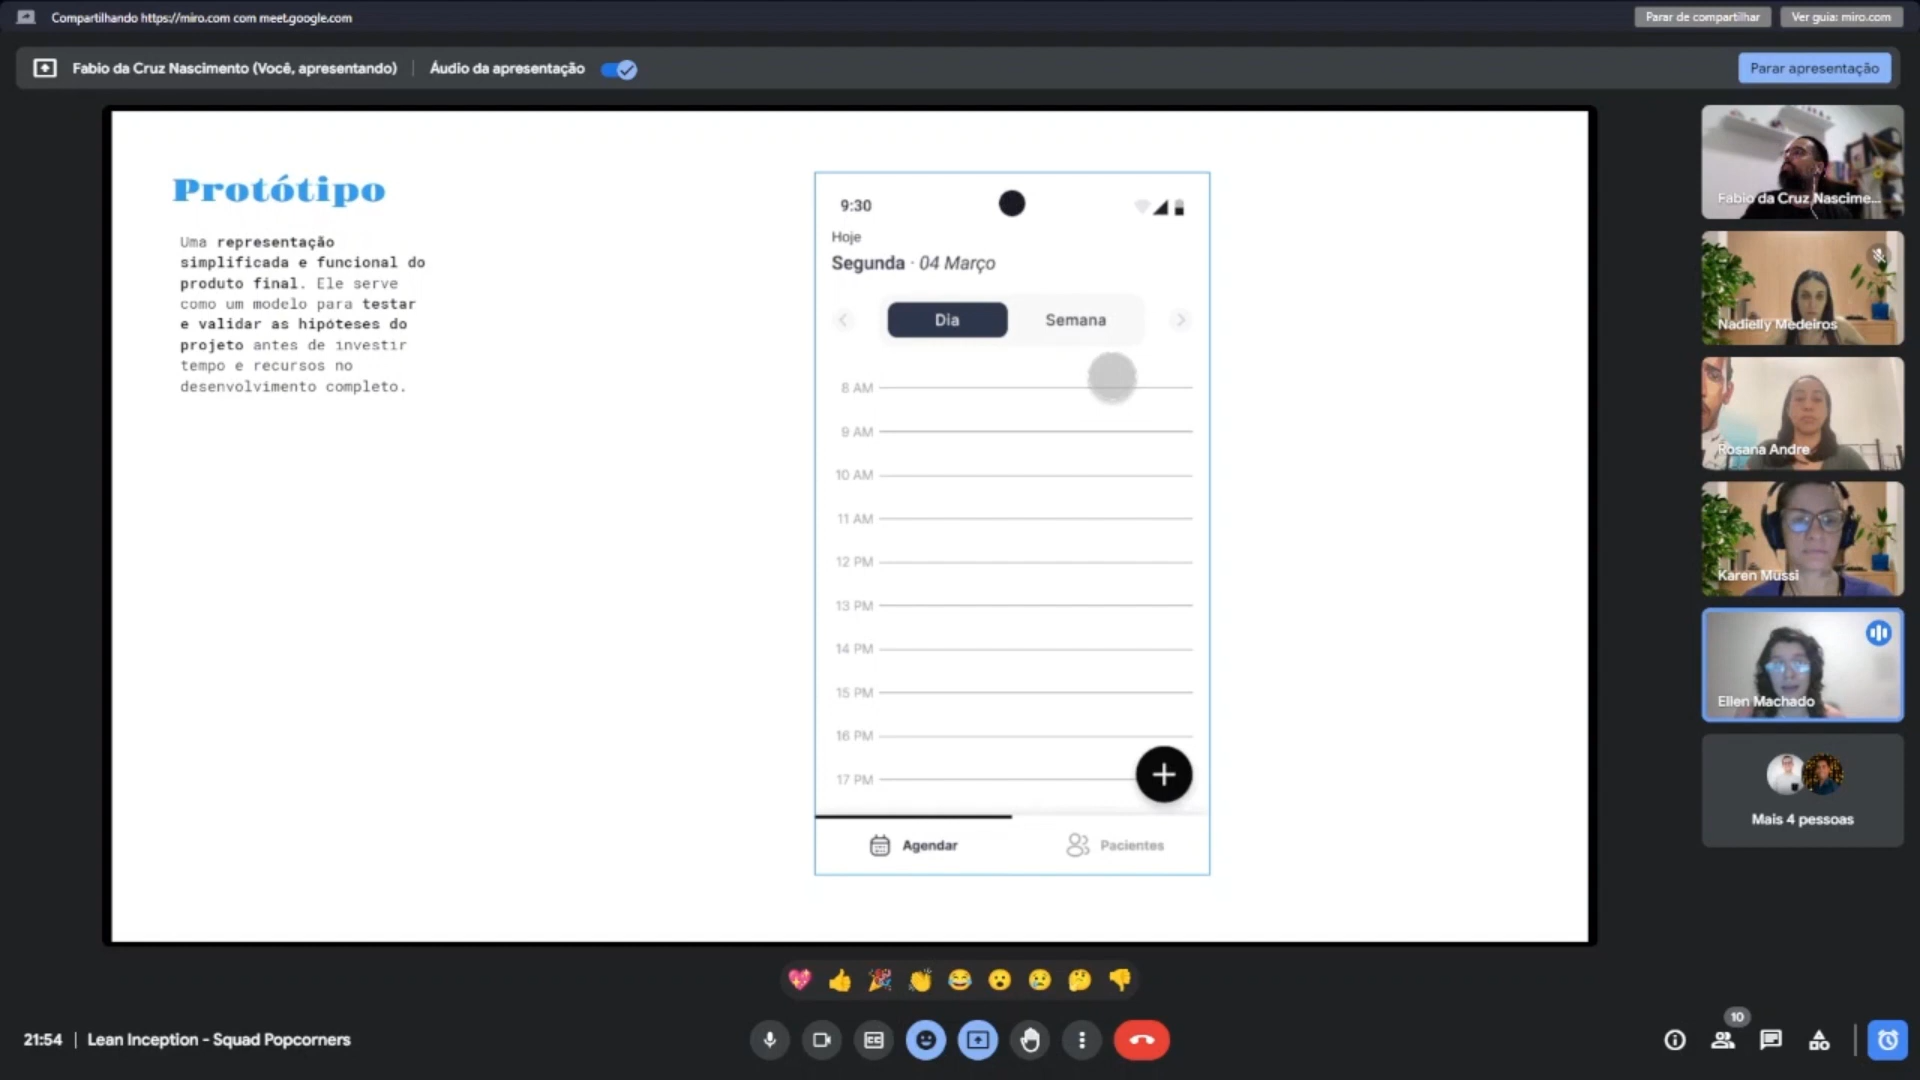 Compartilhando https://miro.com com meet.google.com
Parar de compartilhar
Ver guia: miro.com
Fabio da Cruz Nascimento (Você, apresentando)
Áudio da apresentação
Parar apresentação
Protótipo
Uma representação
simplificada e funcional do
produto final. Ele serve
como um modelo para testar
e validar as hipóteses do
projeto antes de investir
tempo e recursos no
desenvolvimento completo.
9:30
Hoje
Segunda · 04 Março
Dia
Semana
8 AM
9 AM
10 AM
11 AM
12 PM
13 PM
14 PM
15 PM
16 PM
17 PM
Agendar
Pacientes
Fabio da Cruz Nascime...
Nadielly Medeiros
Rosana Andre
Karen Müssi
Ellen Machado
Mais 4 pessoas
21:54 | Lean Inception - Squad Popcorners
10